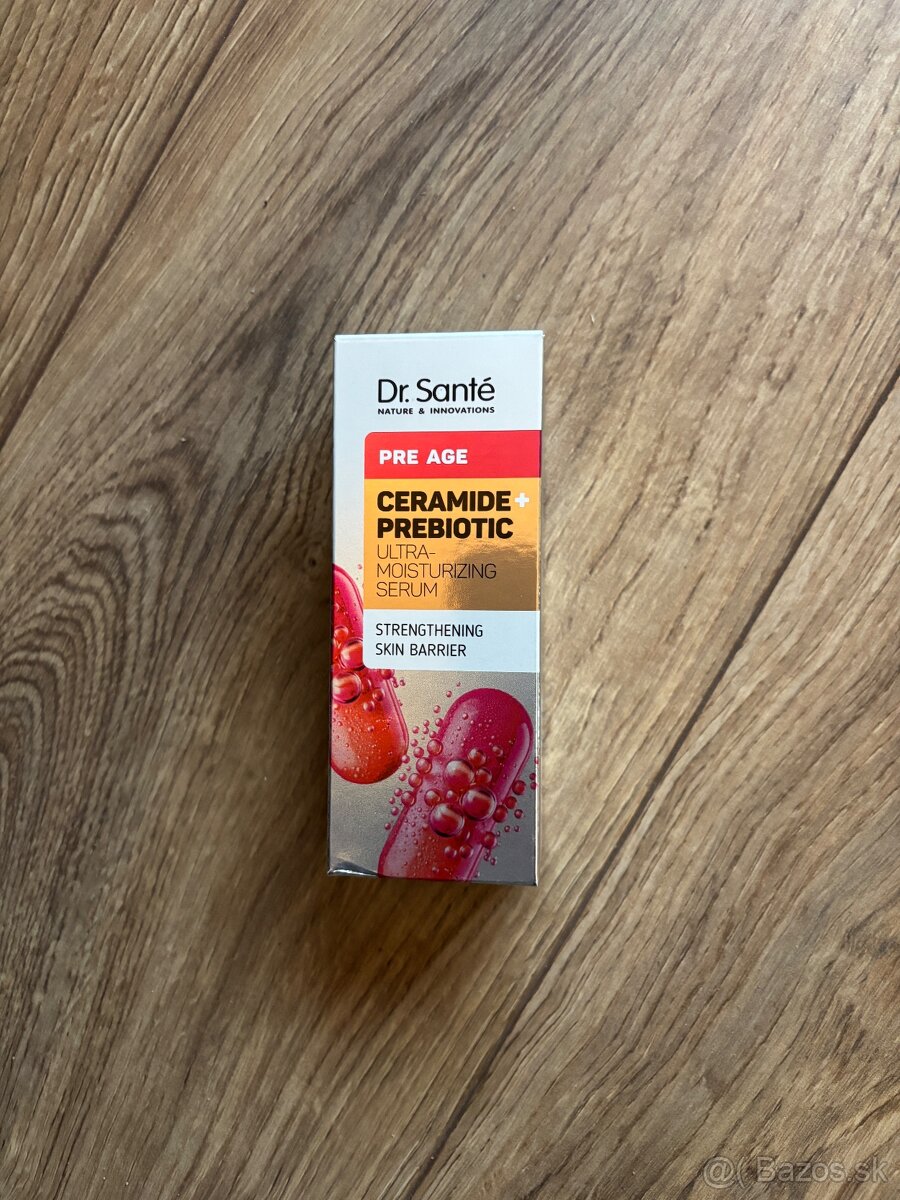 Dr. Santé
NATURE & INNOVATIONS
PRE AGE
CERAMIDE+
PREBIOTIC
ULTRA-
MOISTURIZING
SERUM
STRENGTHENING
SKIN BARRIER
@( Bazos.sk